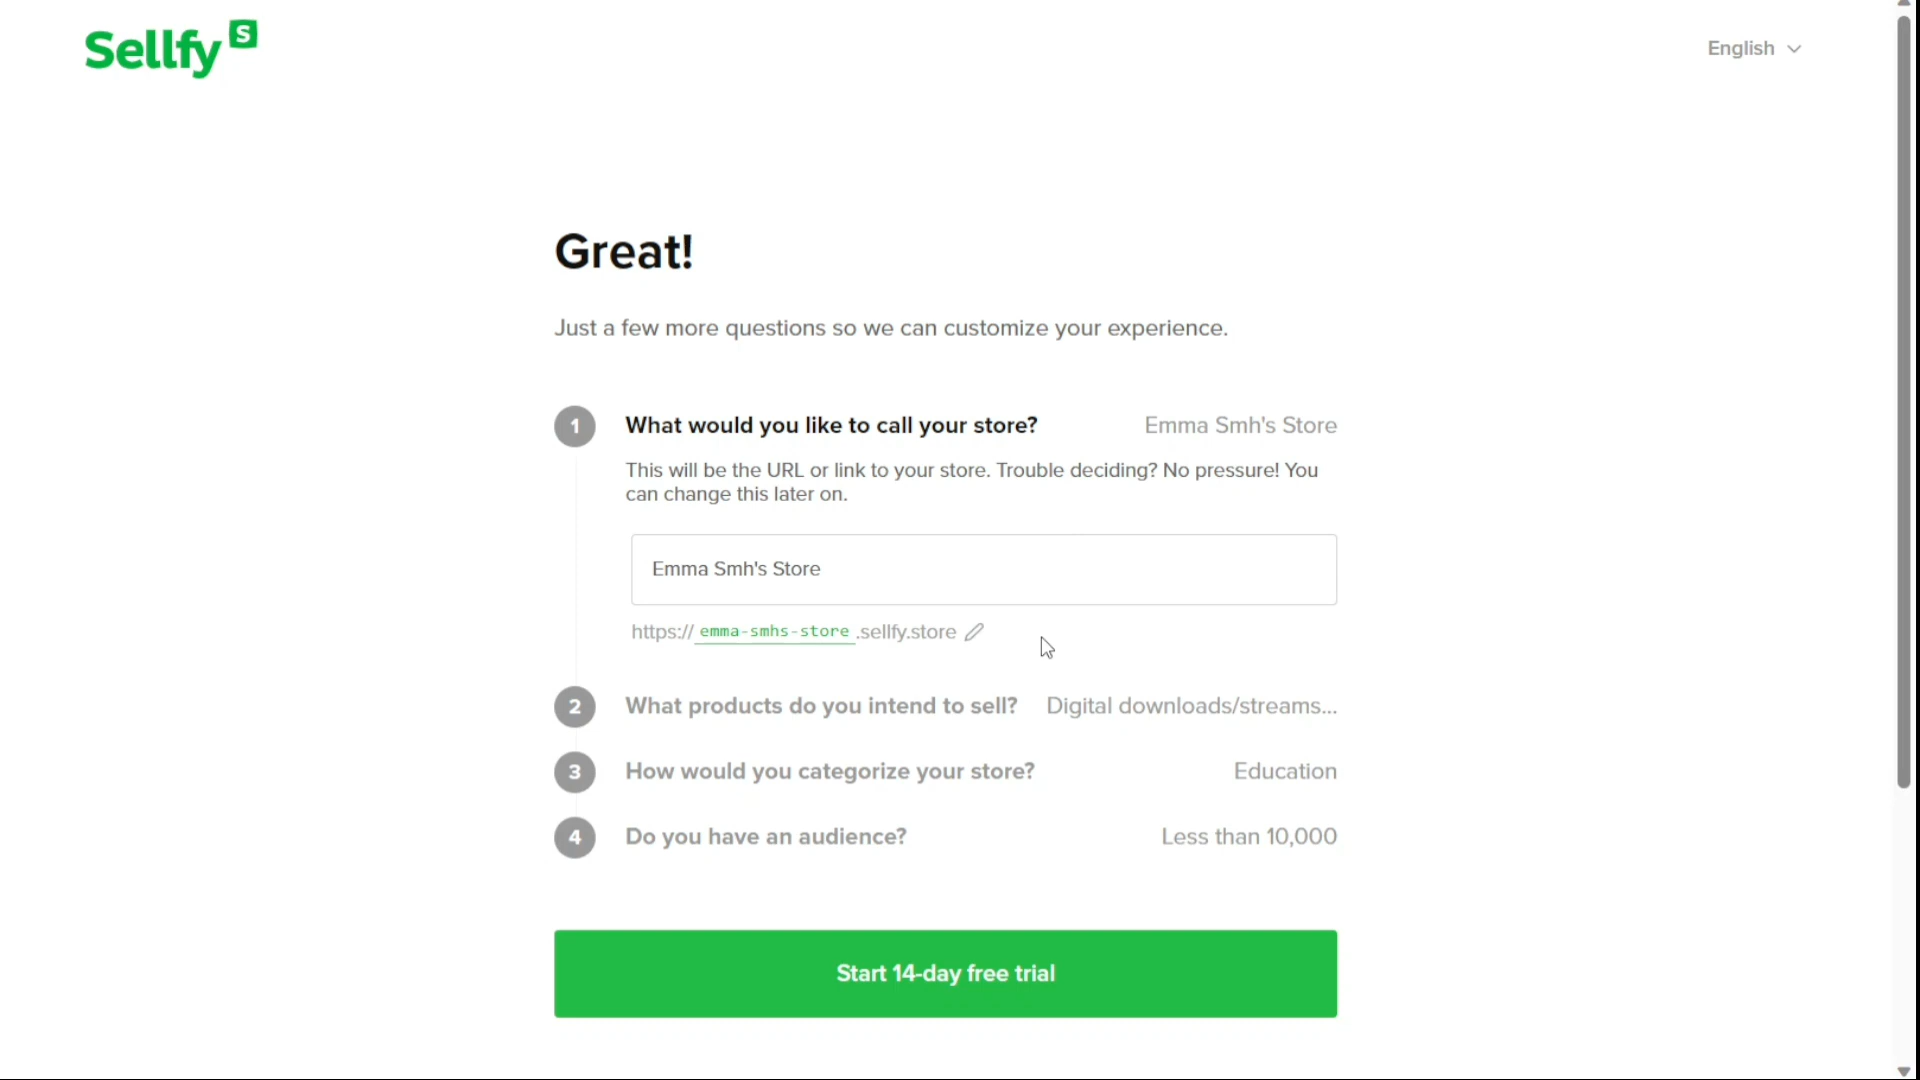 Sellfy S
English
Great!
Just a few more questions so we can customize your experience.
1 What would you like to call your store? Emma Smh's Store
This will be the URL or link to your store. Trouble deciding? No pressure! You
can change this later on.
Emma Smh's Store
https:// emma-smhs-store .sellfy.store
2 What products do you intend to sell? Digital downloads/streams...
3 How would you categorize your store? Education
4 Do you have an audience? Less than 10,000
Start 14-day free trial